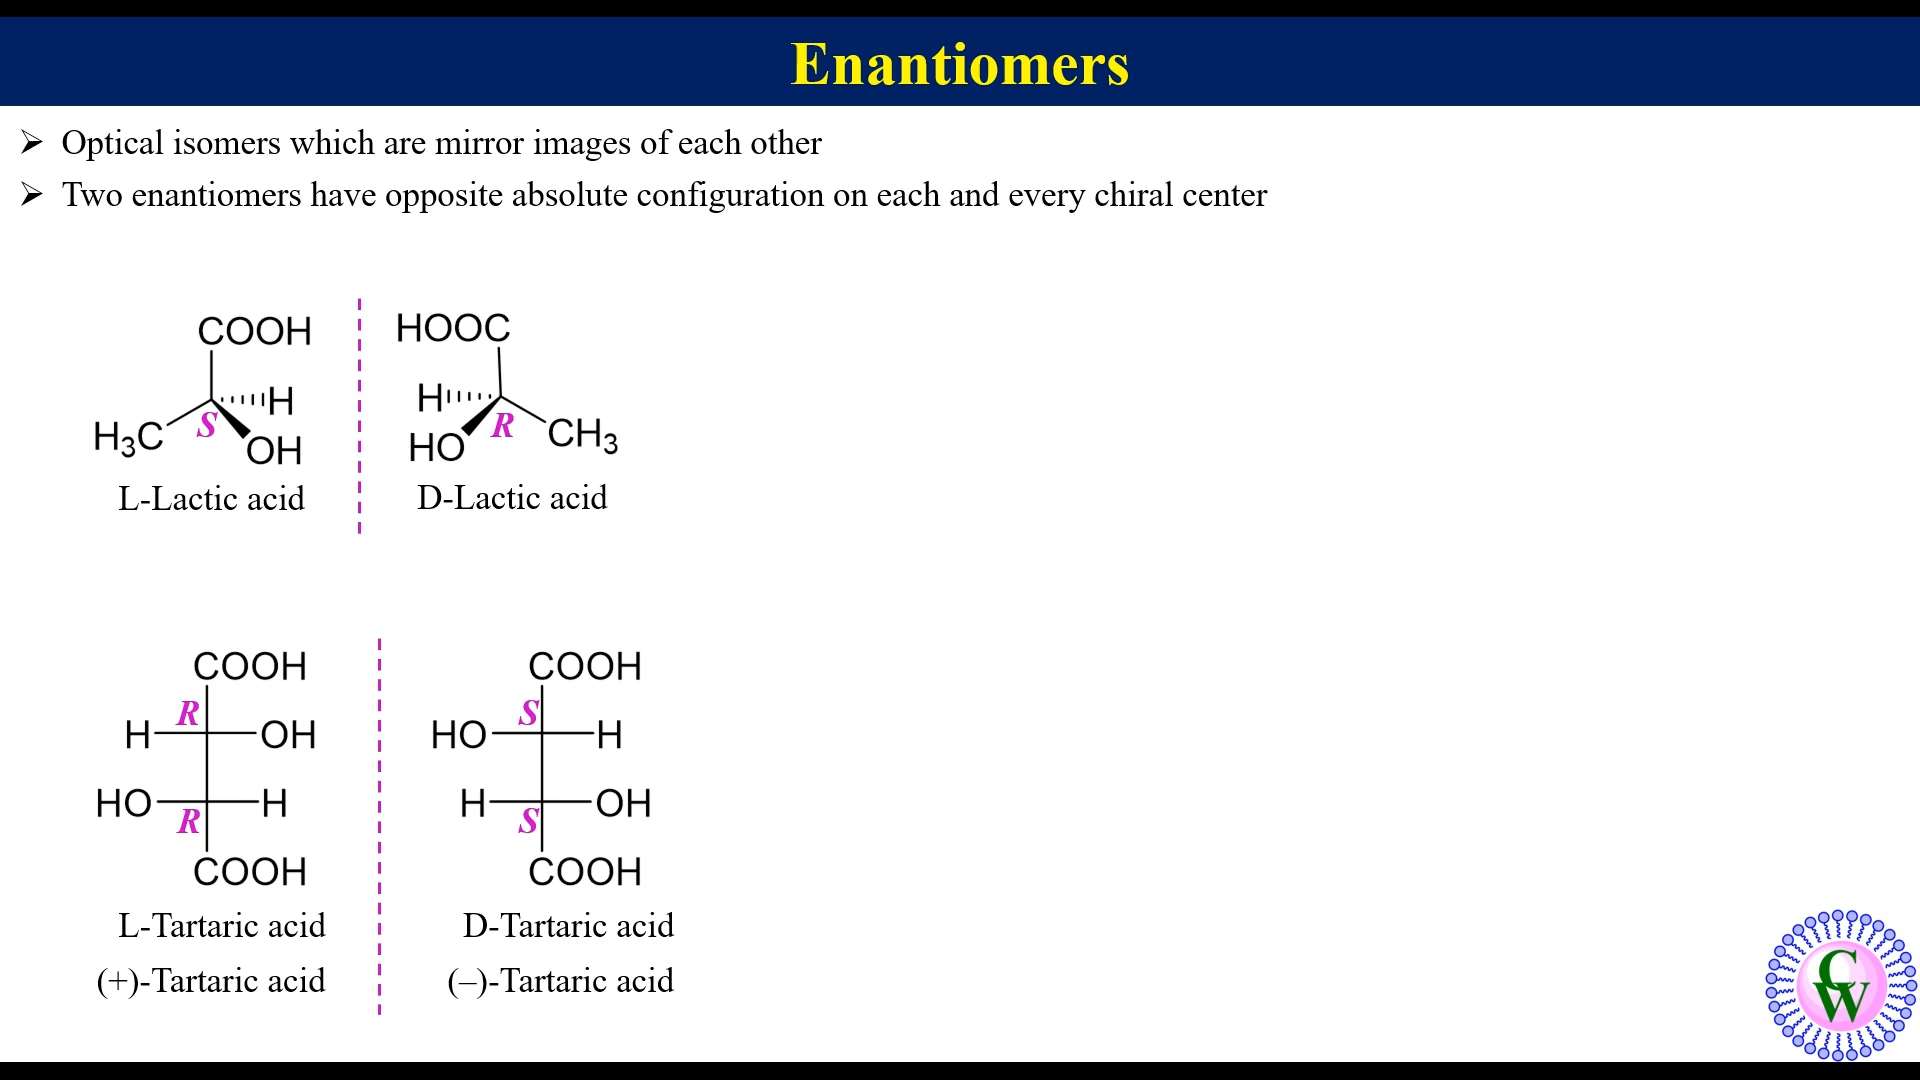 Enantiomers
➢ Optical isomers which are mirror images of each other
➢ Two enantiomers have opposite absolute configuration on each and every chiral center
COOH HOOC
H H
H₃C S OH HO R CH₃
L-Lactic acid D-Lactic acid
COOH COOH
R S
H OH HO H
HO H H OH
R S
COOH COOH
L-Tartaric acid D-Tartaric acid
(+)-Tartaric acid (–)-Tartaric acid
CW